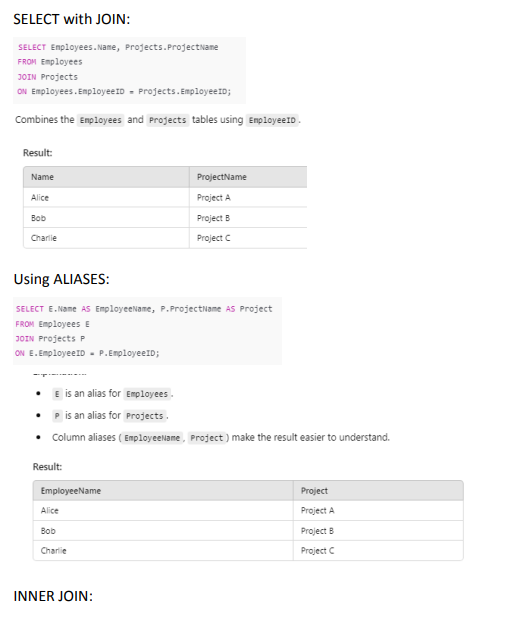 SELECT with JOIN:
SELECT Employees.Name, Projects.ProjectName
FROM Employees
JOIN Projects
ON Employees.EmployeeID = Projects.EmployeeID;
Combines the Employees and Projects tables using EmployeeID.
Result:
Name ProjectName
Alice Project A
Bob Project B
Charlie Project C
Using ALIASES:
SELECT E.Name AS EmployeeName, P.ProjectName AS Project
FROM Employees E
JOIN Projects P
ON E.EmployeeID = P.EmployeeID;
• E is an alias for Employees.
• P is an alias for Projects.
• Column aliases (EmployeeName, Project) make the result easier to understand.
Result:
EmployeeName Project
Alice Project A
Bob Project B
Charlie Project C
INNER JOIN: